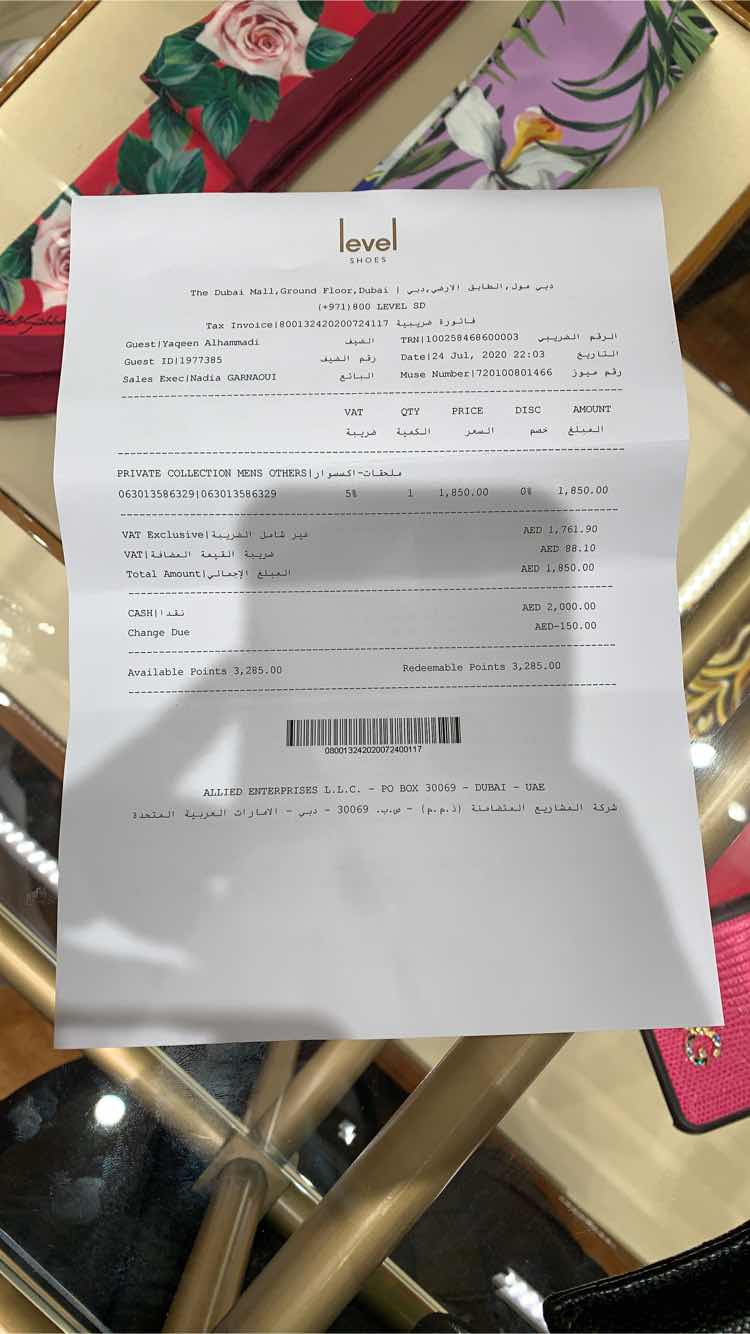 level
SHOES
The Dubai Mall,Ground Floor,Dubai | دبي مول,الطابق الارضي,دبي
(+971)800 LEVEL SD
Tax Invoice|800132420200724117 فاتورة ضريبية
Guest|Yaqeen Alhammadi الضيف TRN|100258468600003 الرقم الضريبي
Guest ID|1977385 رقم الضيف Date|24 Jul, 2020 22:03 التاريخ
Sales Exec|Nadia GARNAOUI البائع Muse Number|720100801466 رقم ميوز
VAT QTY PRICE DISC AMOUNT
ضريبة الكمية السعر خصم المبلغ
PRIVATE COLLECTION MENS OTHERS|ملحقات-اكسسوار
063013586329|063013586329 5% 1 1,850.00 0% 1,850.00
VAT Exclusive|غير شامل الضريبة AED 1,761.90
VAT|ضريبة القيمة المضافة AED 88.10
Total Amount|المبلغ الإجمالي AED 1,850.00
CASH|نقدا AED 2,000.00
Change Due AED-150.00
Available Points 3,285.00 Redeemable Points 3,285.00
080013242020072400117
ALLIED ENTERPRISES L.L.C. - PO BOX 30069 - DUBAI - UAE
شركة المشاريع المتضامنة (ذ.م.م) - ص.ب. 30069 - دبي - الامارات العربية المتحدة